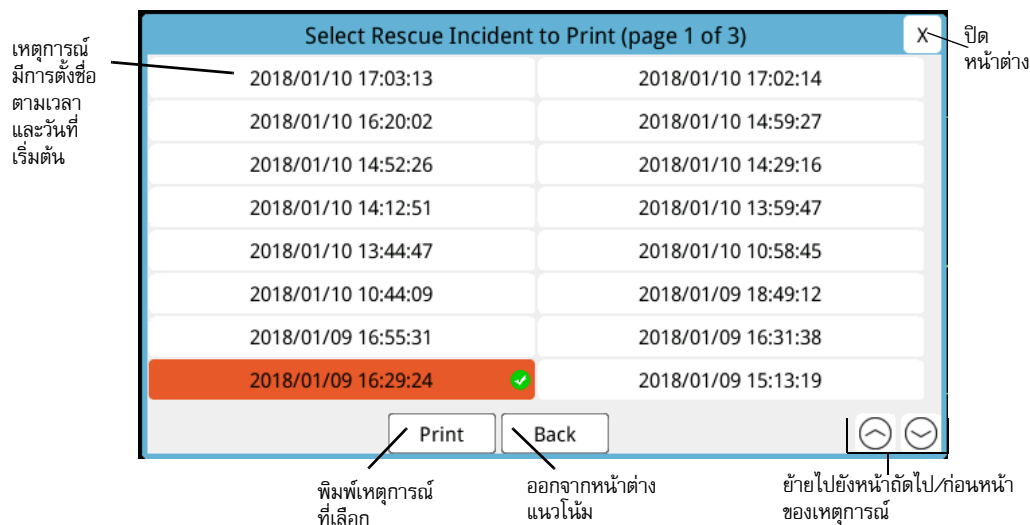 Select Rescue Incident to Print (page 1 of 3)
X
ปิด
หน้าต่าง
เหตุการณ์
มีการตั้งชื่อ
ตามเวลา
และวันที่
เริ่มต้น
2018/01/10 17:03:13 2018/01/10 17:02:14
2018/01/10 16:20:02 2018/01/10 14:59:27
2018/01/10 14:52:26 2018/01/10 14:29:16
2018/01/10 14:12:51 2018/01/10 13:59:47
2018/01/10 13:44:47 2018/01/10 10:58:45
2018/01/10 10:44:09 2018/01/09 18:49:12
2018/01/09 16:55:31 2018/01/09 16:31:38
2018/01/09 16:29:24 2018/01/09 15:13:19
Print Back
พิมพ์เหตุการณ์
ที่เลือก
ออกจากหน้าต่าง
แนวโน้ม
ย้ายไปยังหน้าถัดไป/ก่อนหน้า
ของเหตุการณ์